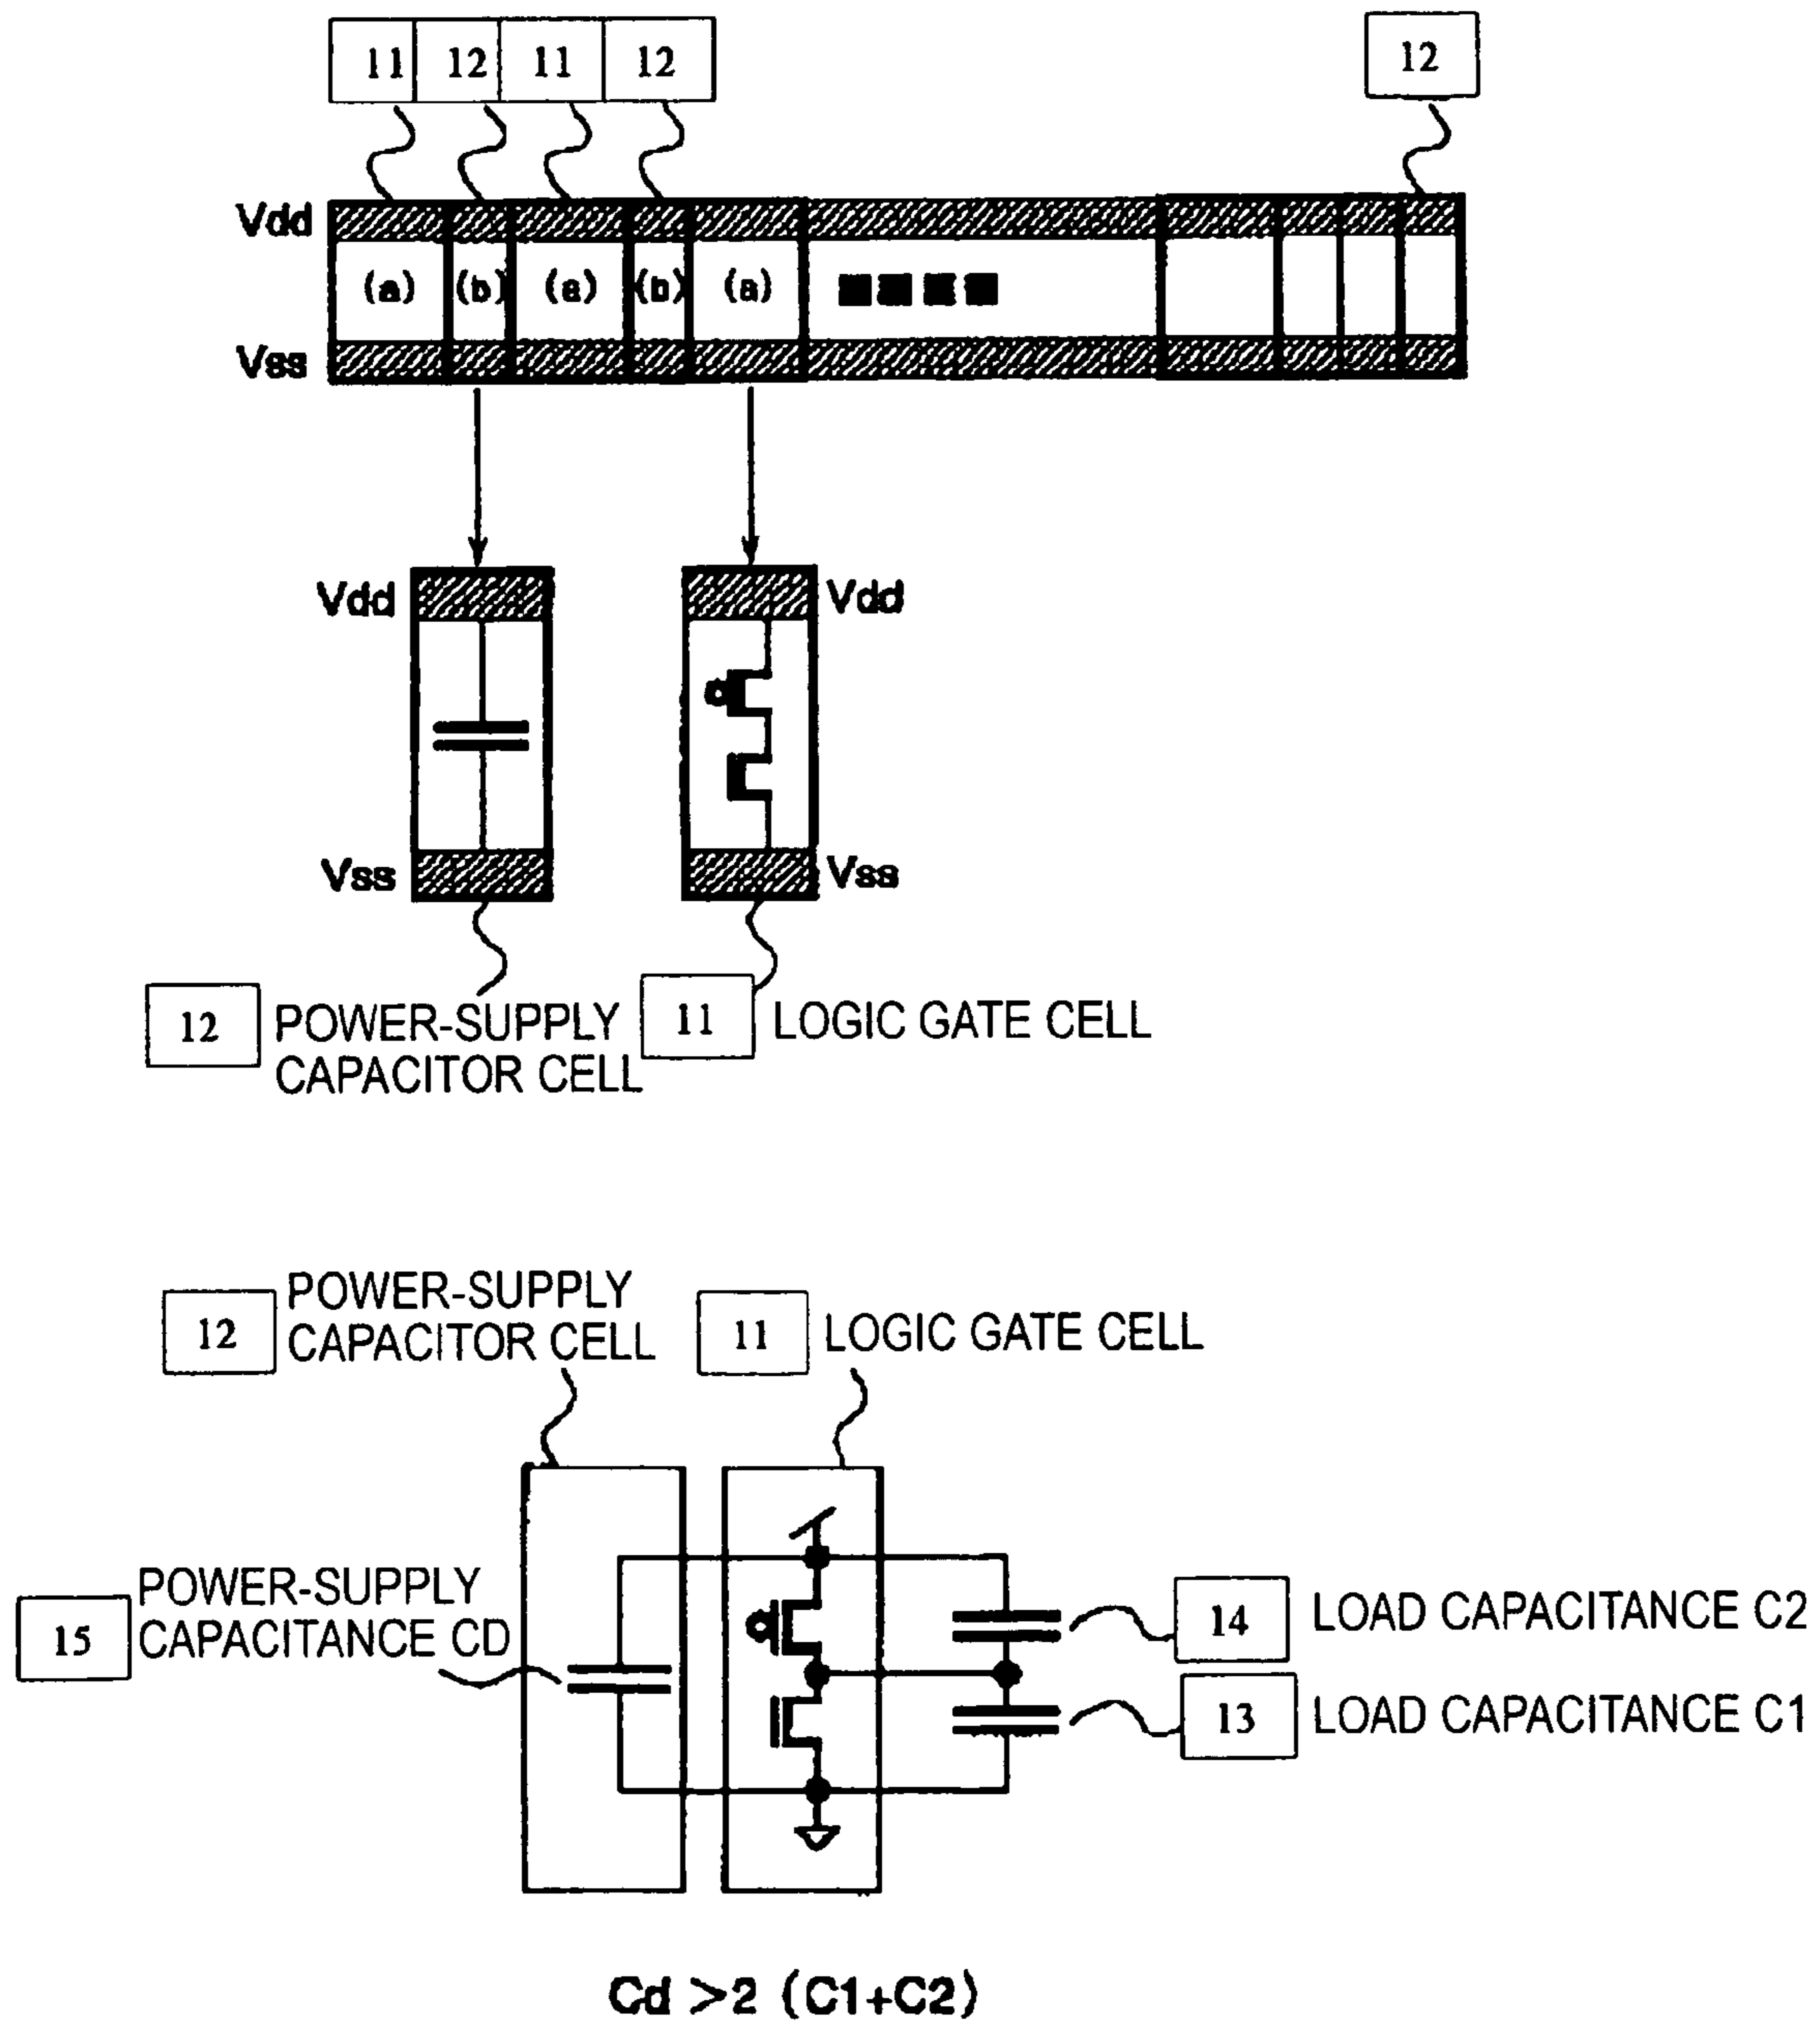 11 12 11 12 12
Vdd
(a) (b) (a) (b) (a)
Vss
Vdd Vdd
Vss Vss
12 POWER-SUPPLY CAPACITOR CELL
11 LOGIC GATE CELL
12 POWER-SUPPLY CAPACITOR CELL
11 LOGIC GATE CELL
15 POWER-SUPPLY CAPACITANCE CD
14 LOAD CAPACITANCE C2
13 LOAD CAPACITANCE C1
Cd >2 (C1+C2)